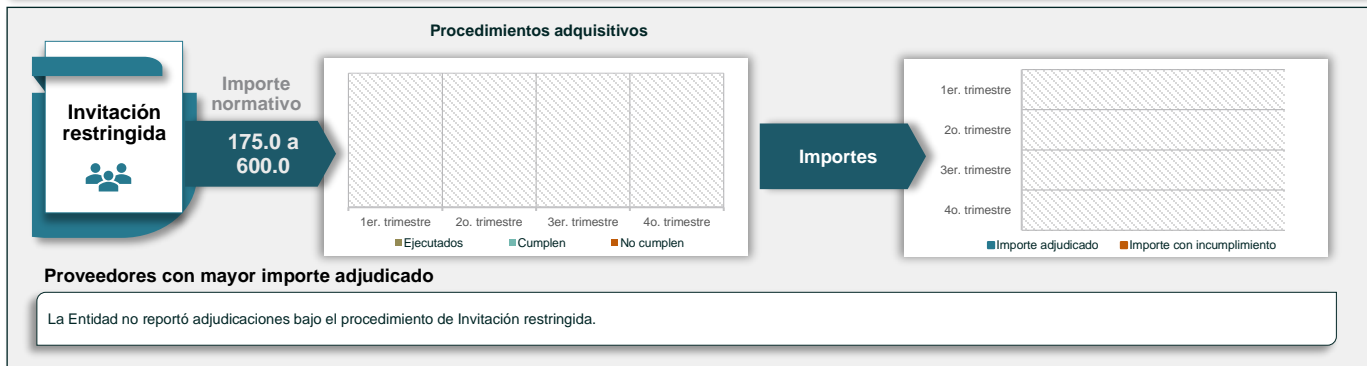 Procedimientos adquisitivos
Invitación
restringida
Importe
normativo
175.0 a
600.0
1er. trimestre
2o. trimestre
3er. trimestre
4o. trimestre
Ejecutados
Cumplen
No cumplen
Importes
1er. trimestre
2o. trimestre
3er. trimestre
4o. trimestre
Importe adjudicado
Importe con incumplimiento
Proveedores con mayor importe adjudicado
La Entidad no reportó adjudicaciones bajo el procedimiento de Invitación restringida.